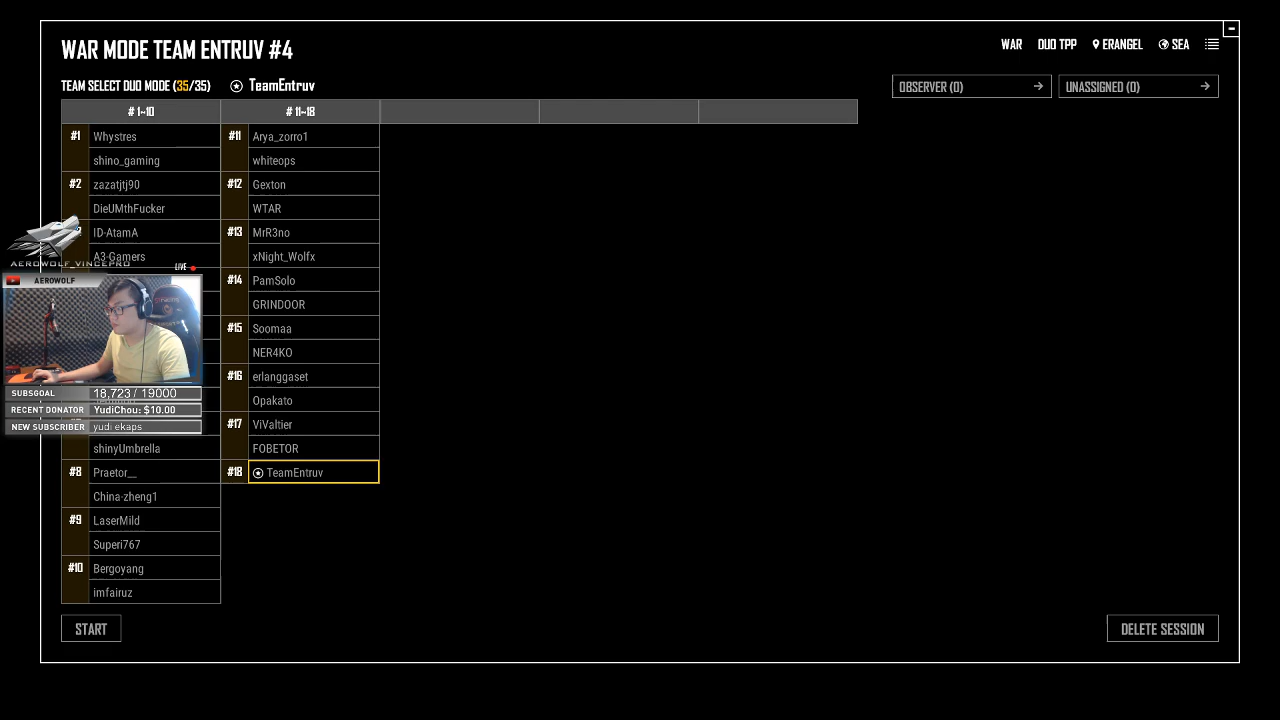 WAR MODE TEAM ENTRUV #4
WAR DUO TPP ERANGEL SEA
TEAM SELECT DUO MODE (35/35) TeamEntruv
OBSERVER (0) UNASSIGNED (0)
# 1~10 # 11~18
#1 Whystres #11 Arya_zorro1
shino_gaming whiteops
#2 zazatjtj90 #12 Gexton
DieUMthFucker WTAR
ID-AtamA #13 MrR3no
A3-Gamers xNight_Wolfx
AEROWOLF_VINCEPRO LIVE
AEROWOLF #14 PamSolo
GRINDOOR
#15 Soomaa
NER4KO
#16 erlanggaset
SUBSGOAL 18,723 / 19000 Opakato
RECENT DONATOR YudiChou: $10.00
NEW SUBSCRIBER yudi ekaps #17 ViValtier
shinyUmbrella FOBETOR
#8 Praetor__ #18 TeamEntruv
China-zheng1
#9 LaserMild
Superi767
#10 Bergoyang
imfairuz
START DELETE SESSION